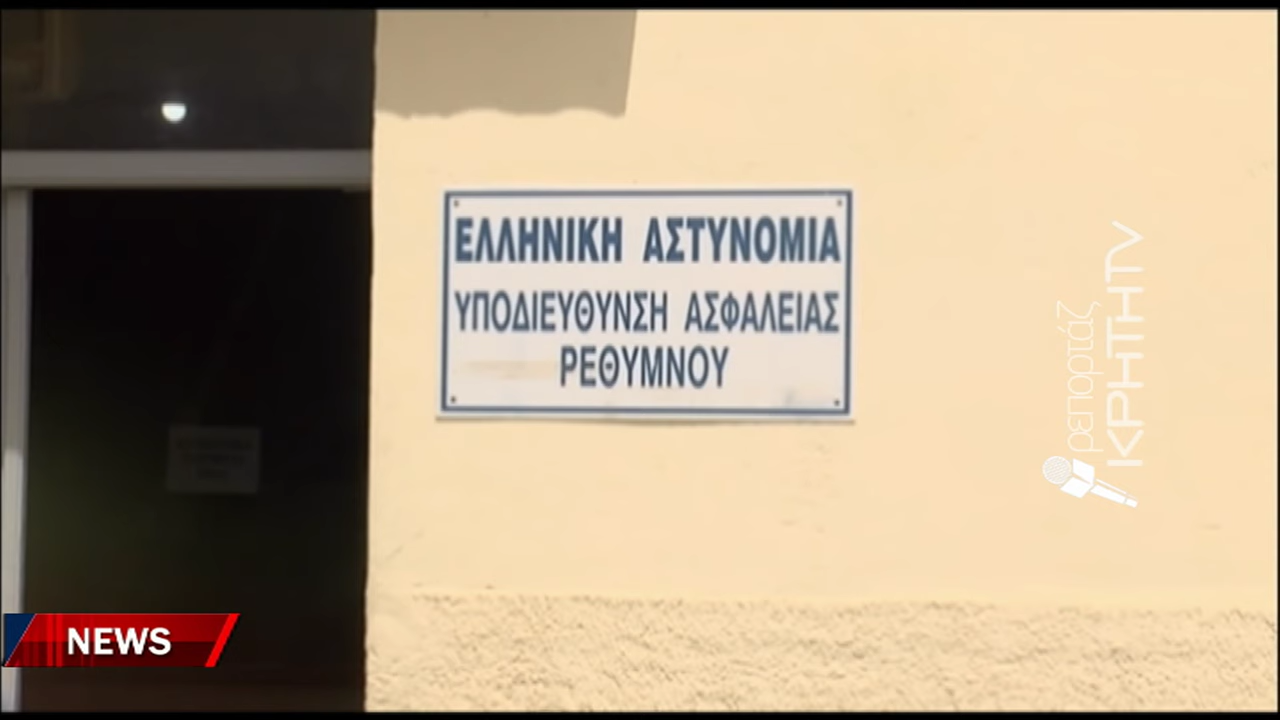 ΕΛΛΗΝΙΚΗ ΑΣΤΥΝΟΜΙΑ
ΥΠΟΔΙΕΥΘΥΝΣΗ ΑΣΦΑΛΕΙΑΣ
ΡΕΘΥΜΝΟΥ
ρεπορτάζ
ΚΡΗΤΗ TV
NEWS